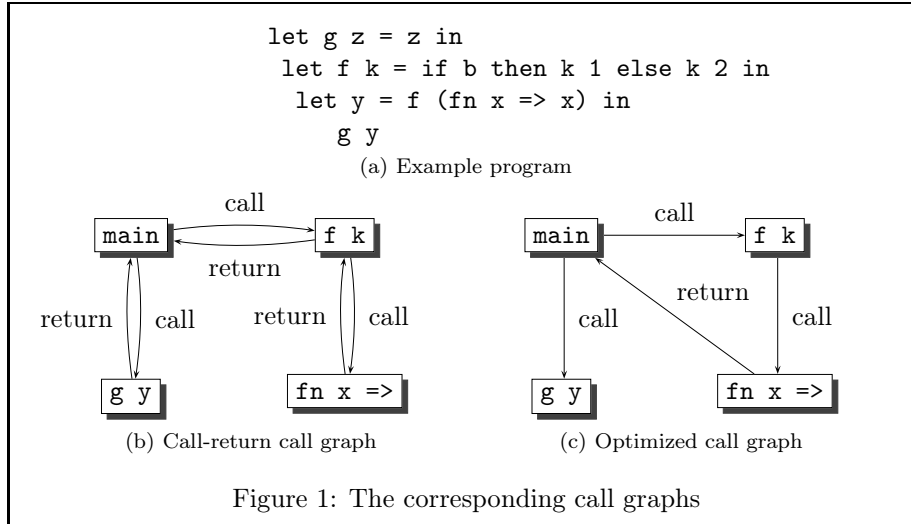 let g z = z in
let f k = if b then k 1 else k 2 in
let y = f (fn x => x) in
g y
(a) Example program
call
main
f k
return
return
call
return
call
g y
fn x =>
(b) Call-return call graph
call
main
f k
return
call
call
g y
fn x =>
(c) Optimized call graph
Figure 1: The corresponding call graphs